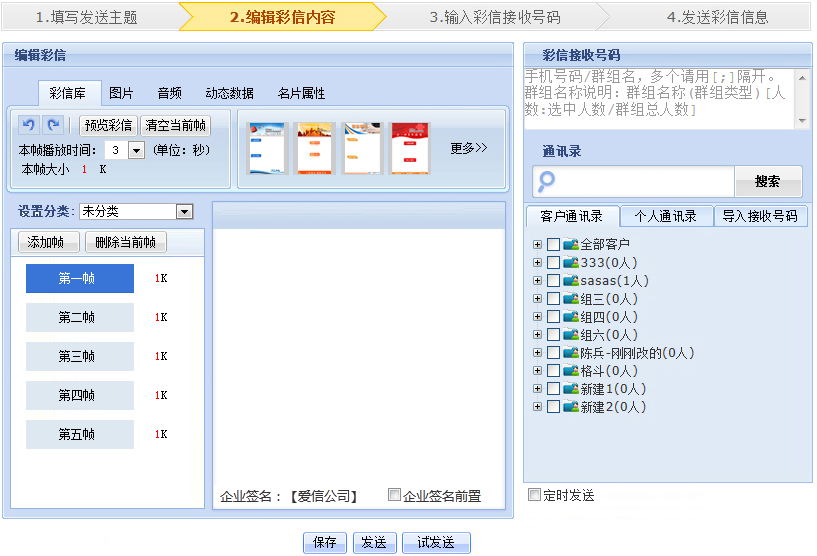 1.填写发送主题 2.编辑彩信内容 3.输入彩信接收号码 4.发送彩信信息
编辑彩信
彩信库 图片 音频 动态数据 名片属性
预览彩信 清空当前帧
本帧播放时间： 3 (单位：秒)
本帧大小 1 K
更多>>
设置分类： 未分类
添加帧 删除当前帧
第一帧 1K
第二帧 1K
第三帧 1K
第四帧 1K
第五帧 1K
企业签名：【爱信公司】 企业签名前置
彩信接收号码
手机号码/群组名，多个请用[;]隔开。
群组名称说明：群组名称(群组类型)[人
数:选中人数/群组总人数]
通讯录
搜索
客户通讯录 个人通讯录 导入接收号码
全部客户
333(0人)
sasas(1人)
组三(0人)
组四(0人)
组六(0人)
陈兵-刚刚改的(0人)
格斗(0人)
新建1(0人)
新建2(0人)
定时发送
保存 发送 试发送